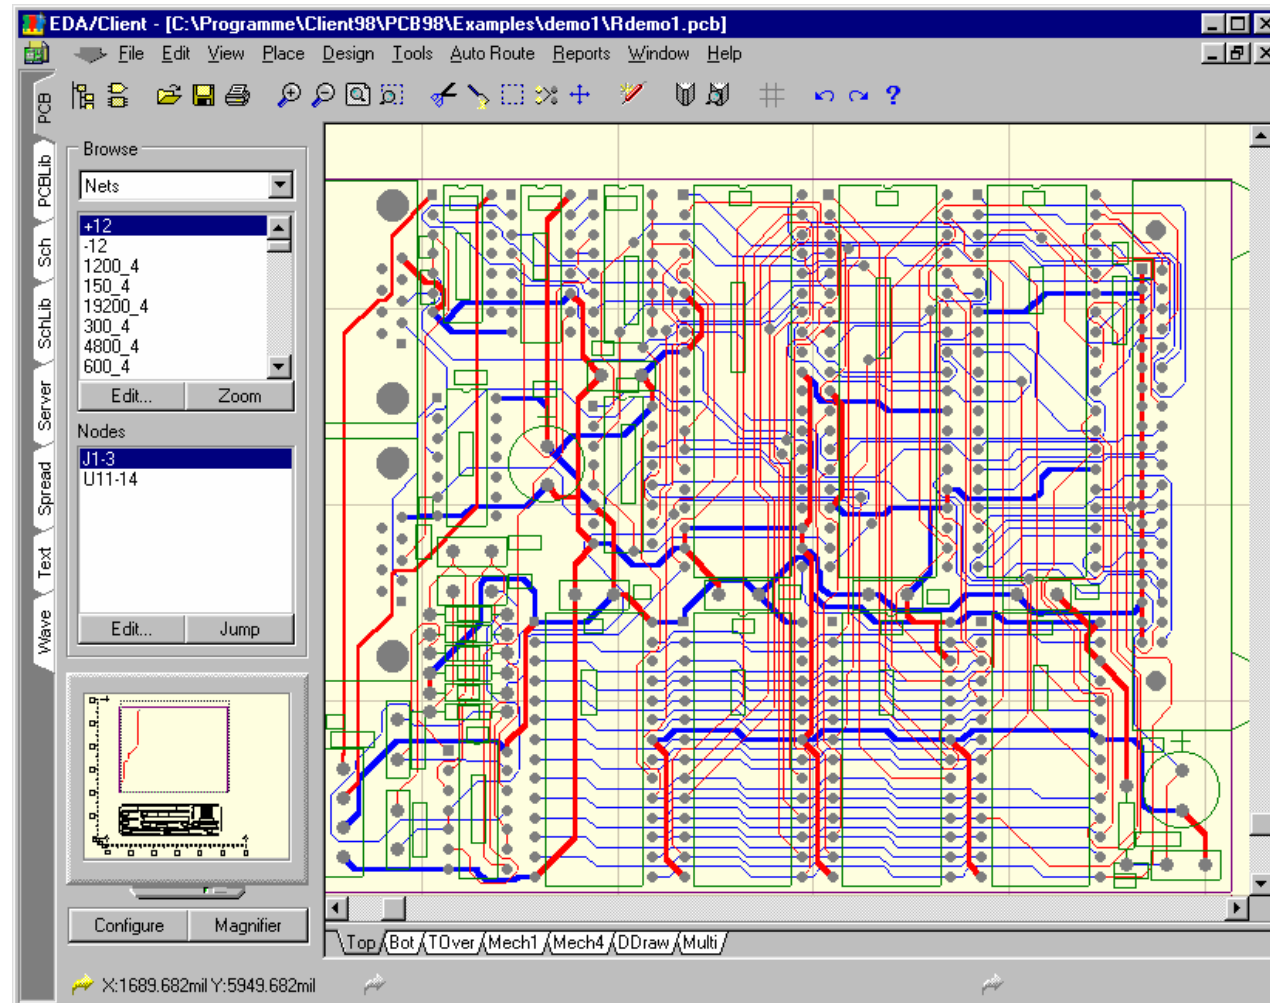 EDA/Client - [C:\Programme\Client98\PCB98\Examples\demo1\Rdemo1.pcb]
File Edit View Place Design Tools Auto Route Reports Window Help
PCB
PCBLib
Sch
SchLib
Server
Spread
Text
Wave
Browse
Nets
+12
-12
1200_4
150_4
19200_4
300_4
4800_4
600_4
Edit... Zoom
Nodes
J1-3
U11-14
Edit... Jump
Configure Magnifier
Top Bot TOver Mech1 Mech4 DDraw Multi
X:1689.682mil Y:5949.682mil